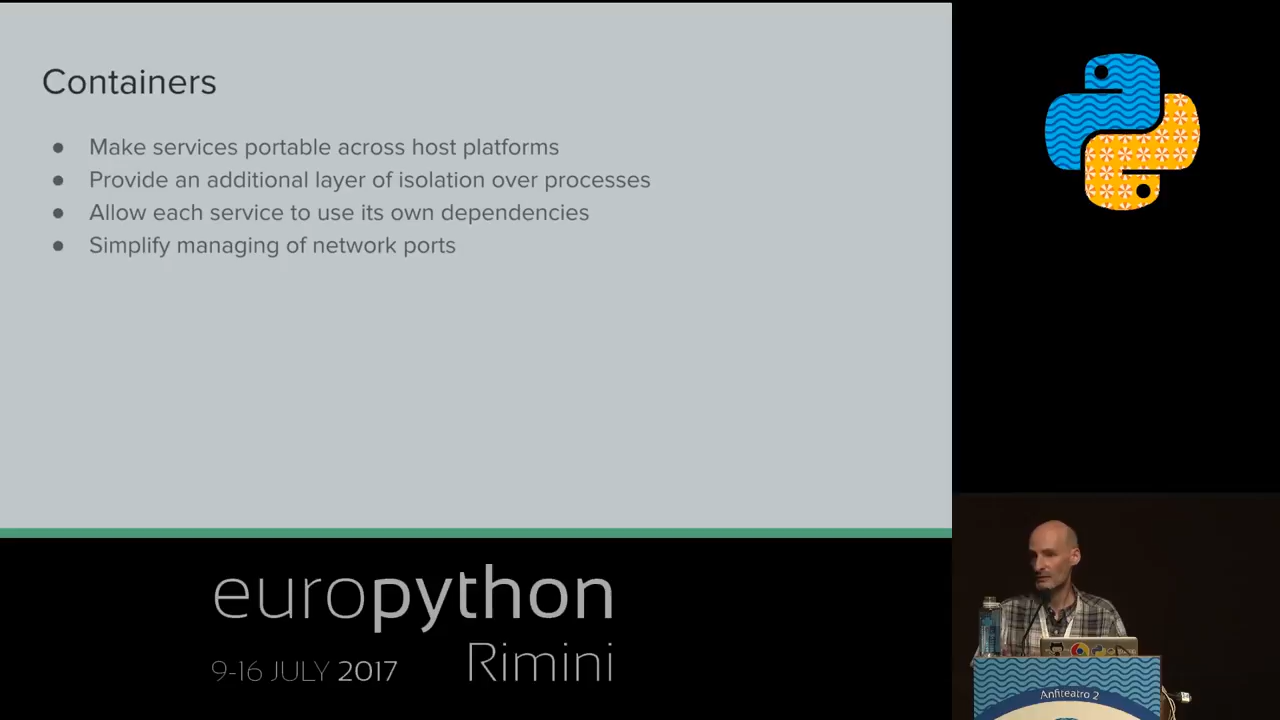 Containers
● Make services portable across host platforms
● Provide an additional layer of isolation over processes
● Allow each service to use its own dependencies
● Simplify managing of network ports
europython
9-16 JULY 2017
Rimini
Anfiteatro 2